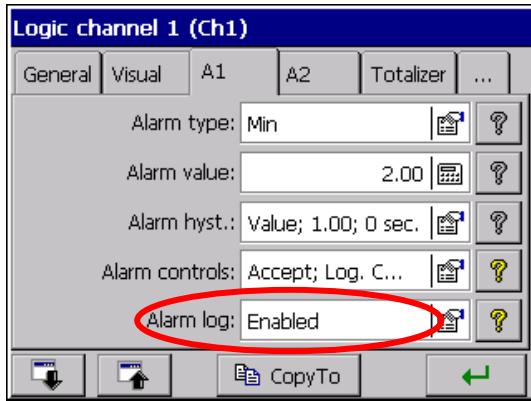 Logic channel 1 (Ch1)
General Visual A1 A2 Totalizer ...
Alarm type: Min ?
Alarm value: 2.00 ?
Alarm hyst.: Value; 1.00; 0 sec. ?
Alarm controls: Accept; Log. C... ?
Alarm log: Enabled ?
CopyTo